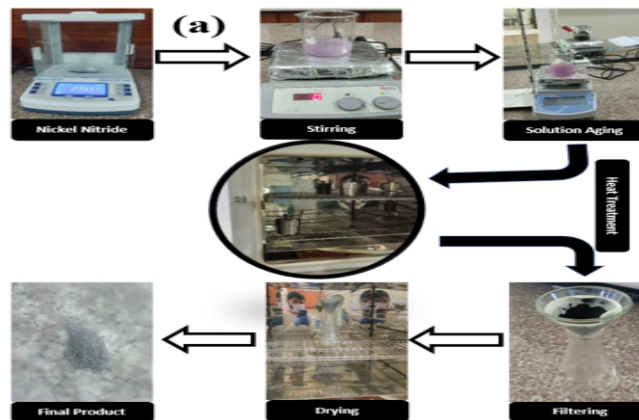 (a)
Nickel Nitride
Stirring
Solution Aging
Heat Treatment
Filtering
Drying
Final Product